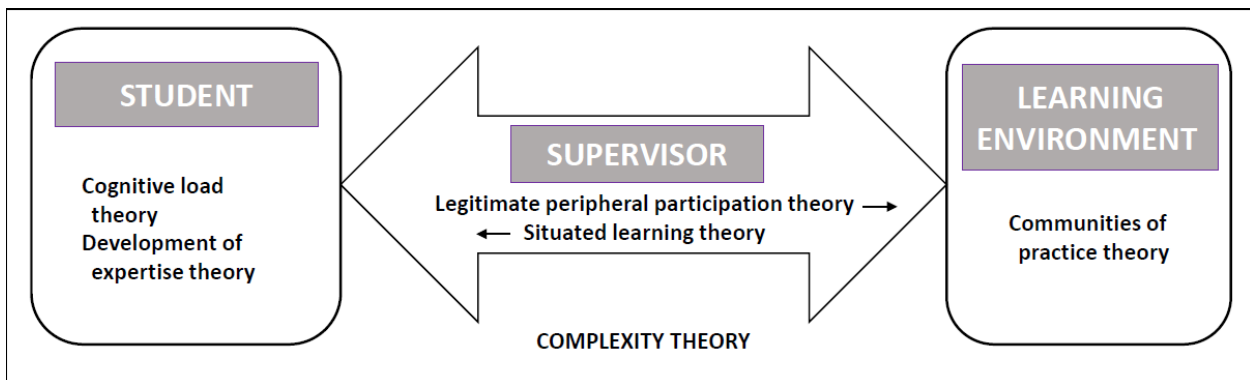 STUDENT
Cognitive load
theory
Development of
expertise theory
SUPERVISOR
Legitimate peripheral participation theory →
← Situated learning theory
LEARNING
ENVIRONMENT
Communities of
practice theory
COMPLEXITY THEORY